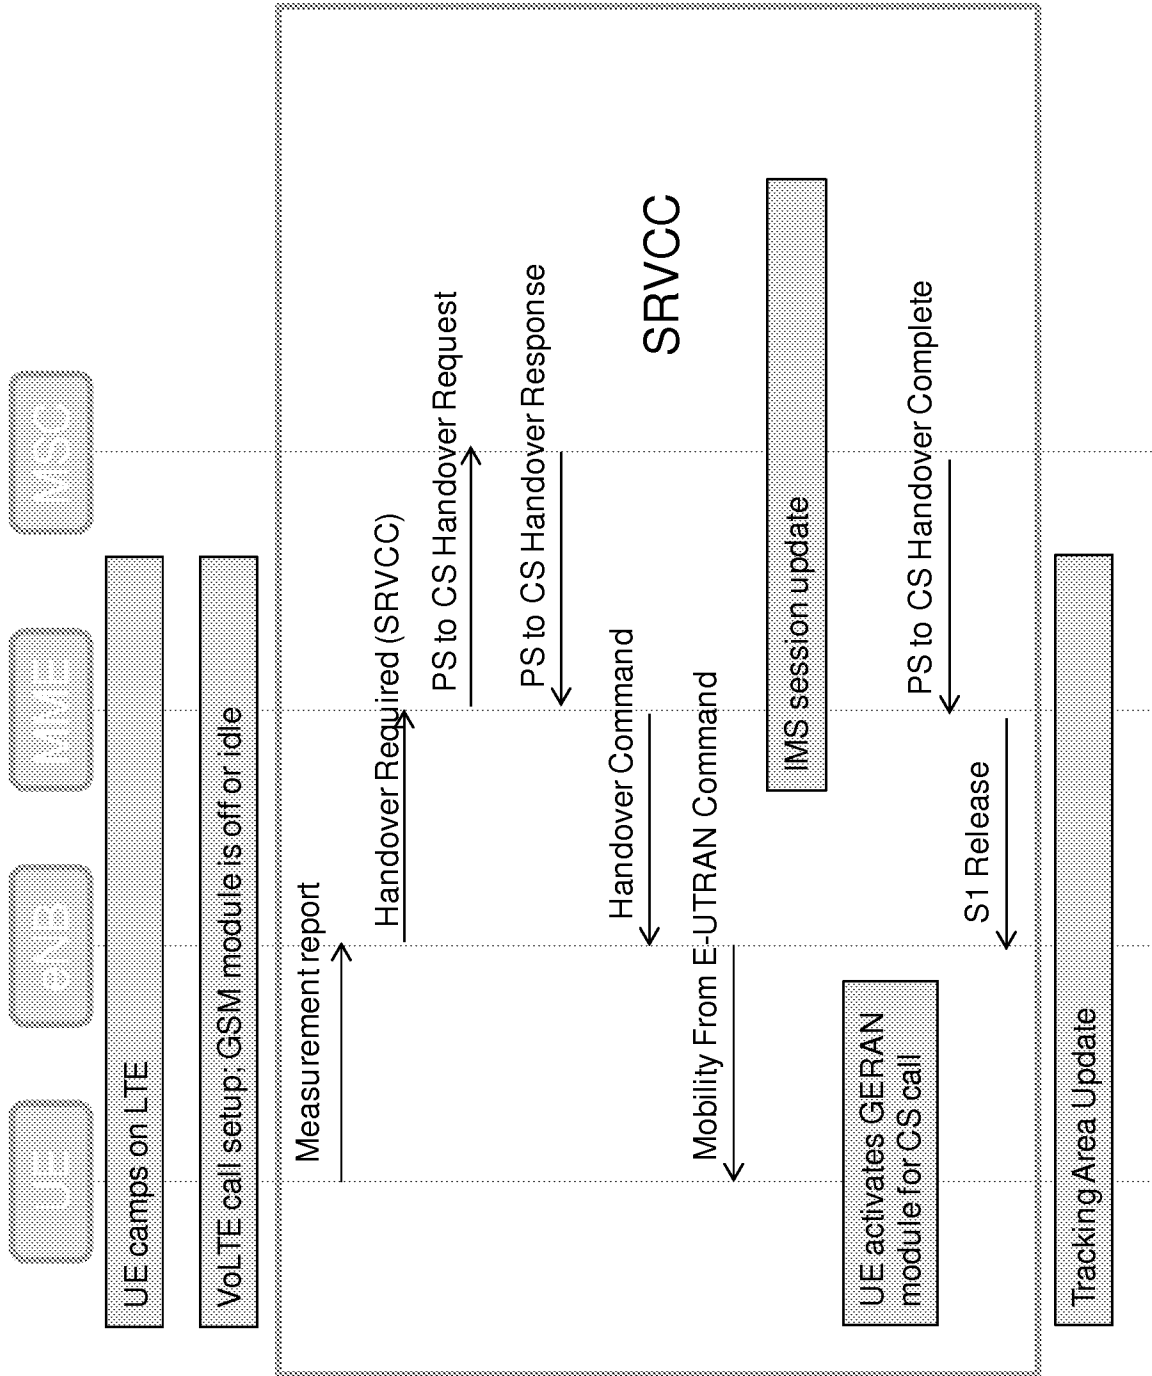 UE
eNB
MME
MSC
UE camps on LTE
VoLTE call setup; GSM module is off or idle
Measurement report
Handover Required (SRVCC)
PS to CS Handover Request
PS to CS Handover Response
Handover Command
SRVCC
Mobility From E-UTRAN Command
IMS session update
UE activates GERAN
module for CS call
PS to CS Handover Complete
S1 Release
Tracking Area Update